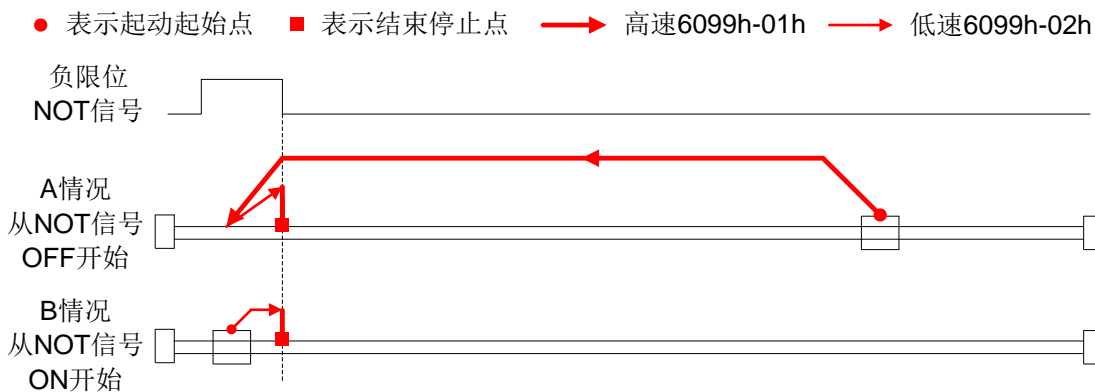 表示起动起始点 表示结束停止点 高速6099h-01h 低速6099h-02h
负限位
NOT信号
A情况
从NOT信号
OFF开始
B情况
从NOT信号
ON开始